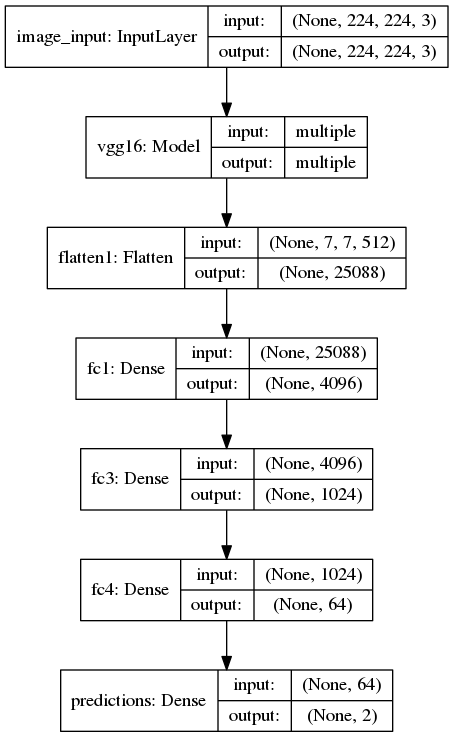 image_input: InputLayer
input: (None, 224, 224, 3)
output: (None, 224, 224, 3)
vgg16: Model
input: multiple
output: multiple
flatten1: Flatten
input: (None, 7, 7, 512)
output: (None, 25088)
fc1: Dense
input: (None, 25088)
output: (None, 4096)
fc3: Dense
input: (None, 4096)
output: (None, 1024)
fc4: Dense
input: (None, 1024)
output: (None, 64)
predictions: Dense
input: (None, 64)
output: (None, 2)